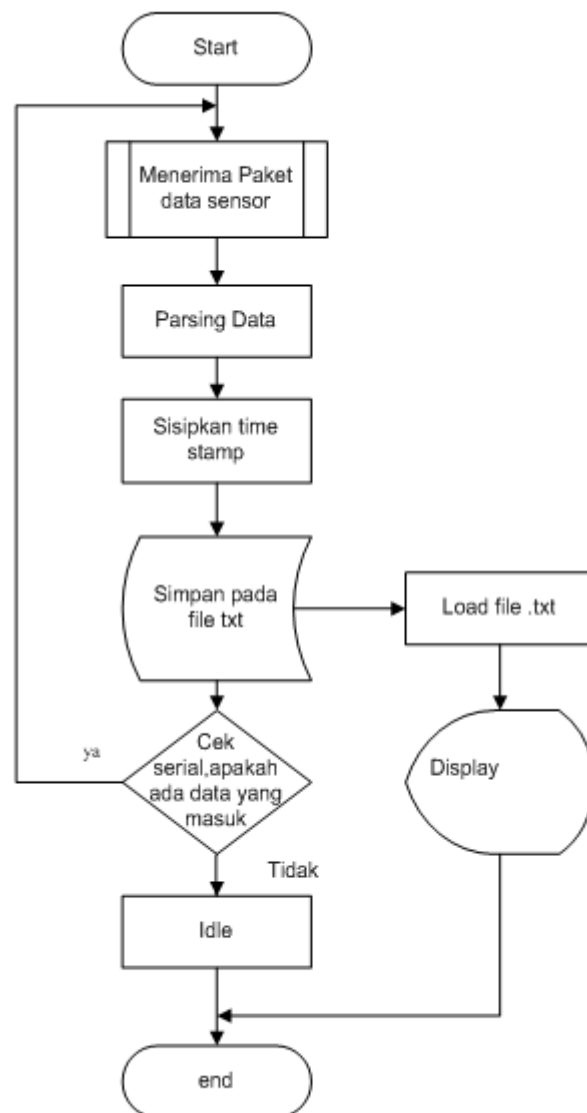 Start
Menerima Paket
data sensor
Parsing Data
Sisipkan time
stamp
Simpan pada
file txt
Load file .txt
Display
Cek
serial,apakah
ada data yang
masuk
ya
Tidak
Idle
end